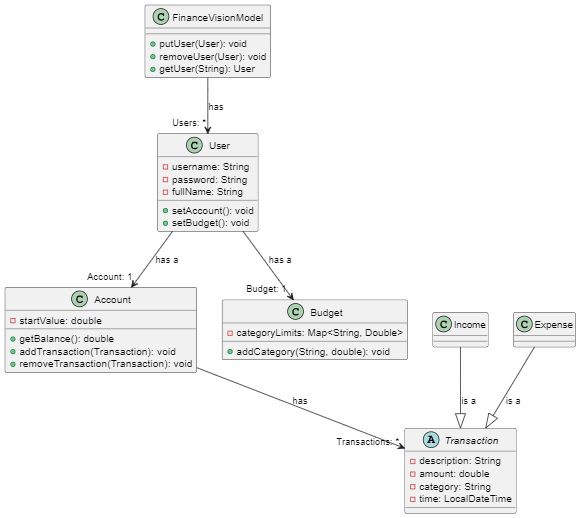 C FinanceVisionModel
putUser(User): void
removeUser(User): void
getUser(String): User
has
Users: *
C User
username: String
password: String
fullName: String
setAccount(): void
setBudget(): void
has a
has a
Account: 1
Budget: 1
C Account
startValue: double
getBalance(): double
addTransaction(Transaction): void
removeTransaction(Transaction): void
C Budget
categoryLimits: Map<String, Double>
addCategory(String, double): void
C Income
C Expense
has
is a
is a
Transactions: *
A Transaction
description: String
amount: double
category: String
time: LocalDateTime